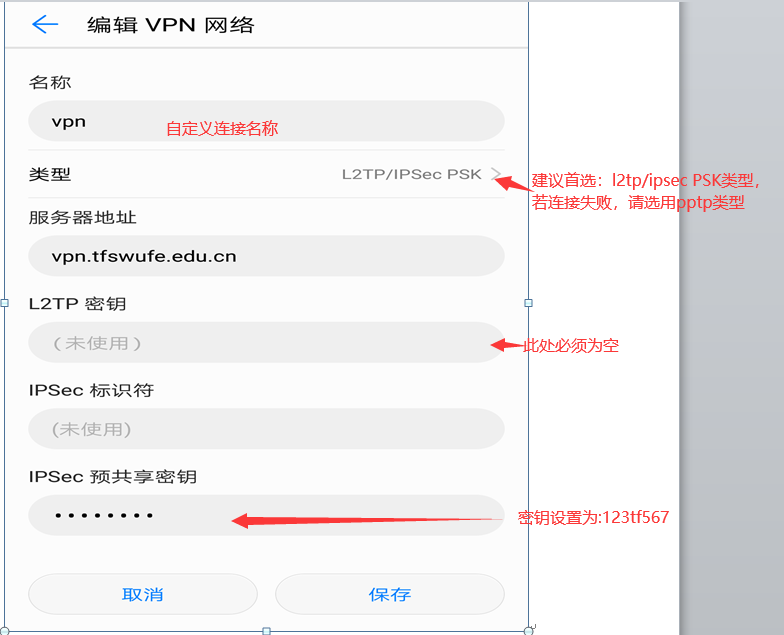 编辑 VPN 网络
名称
vpn
自定义连接名称
类型
L2TP/IPSec PSK
建议首选：l2tp/ipsec PSK类型，
若连接失败，请选用pptp类型
服务器地址
vpn.tfswufe.edu.cn
L2TP 密钥
（未使用）
此处必须为空
IPSec 标识符
(未使用)
IPSec 预共享密钥
••••••••
密钥设置为:123tf567
取消
保存